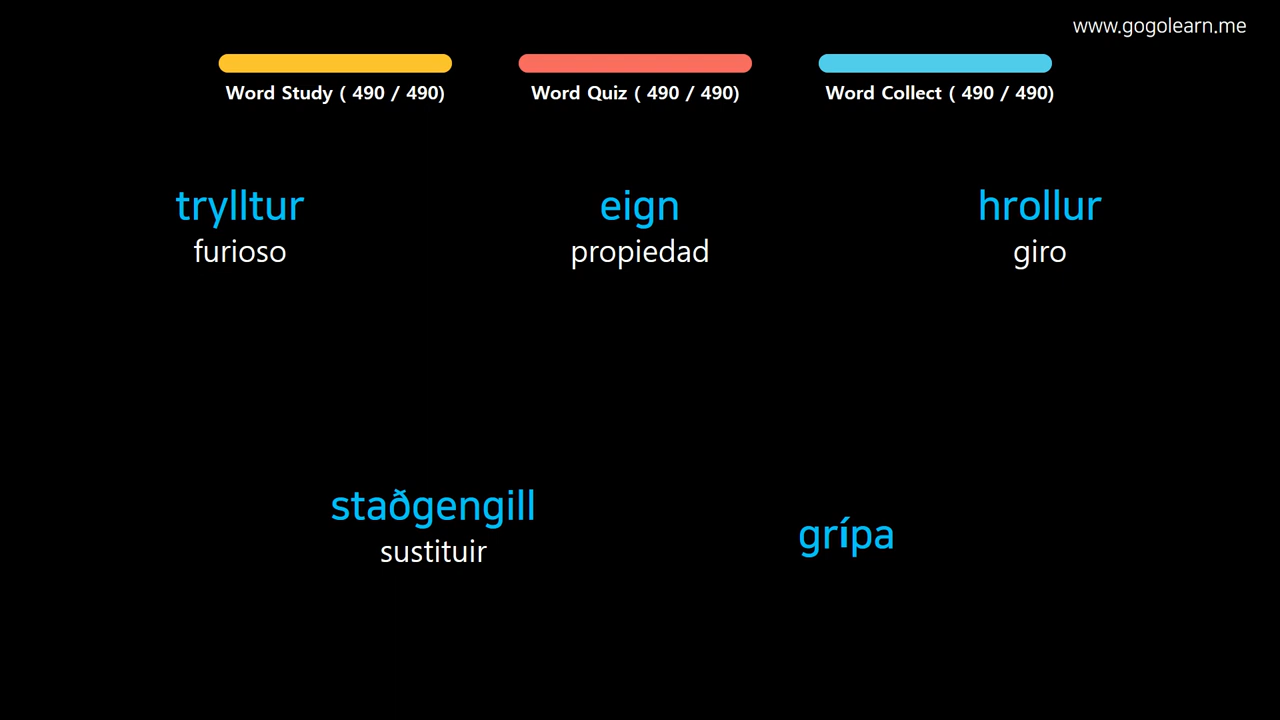 www.gogolearn.me
Word Study ( 490 / 490)
Word Quiz ( 490 / 490)
Word Collect ( 490 / 490)
trylltur
furioso
eign
propiedad
hrollur
giro
staðgengill
sustituir
grípa